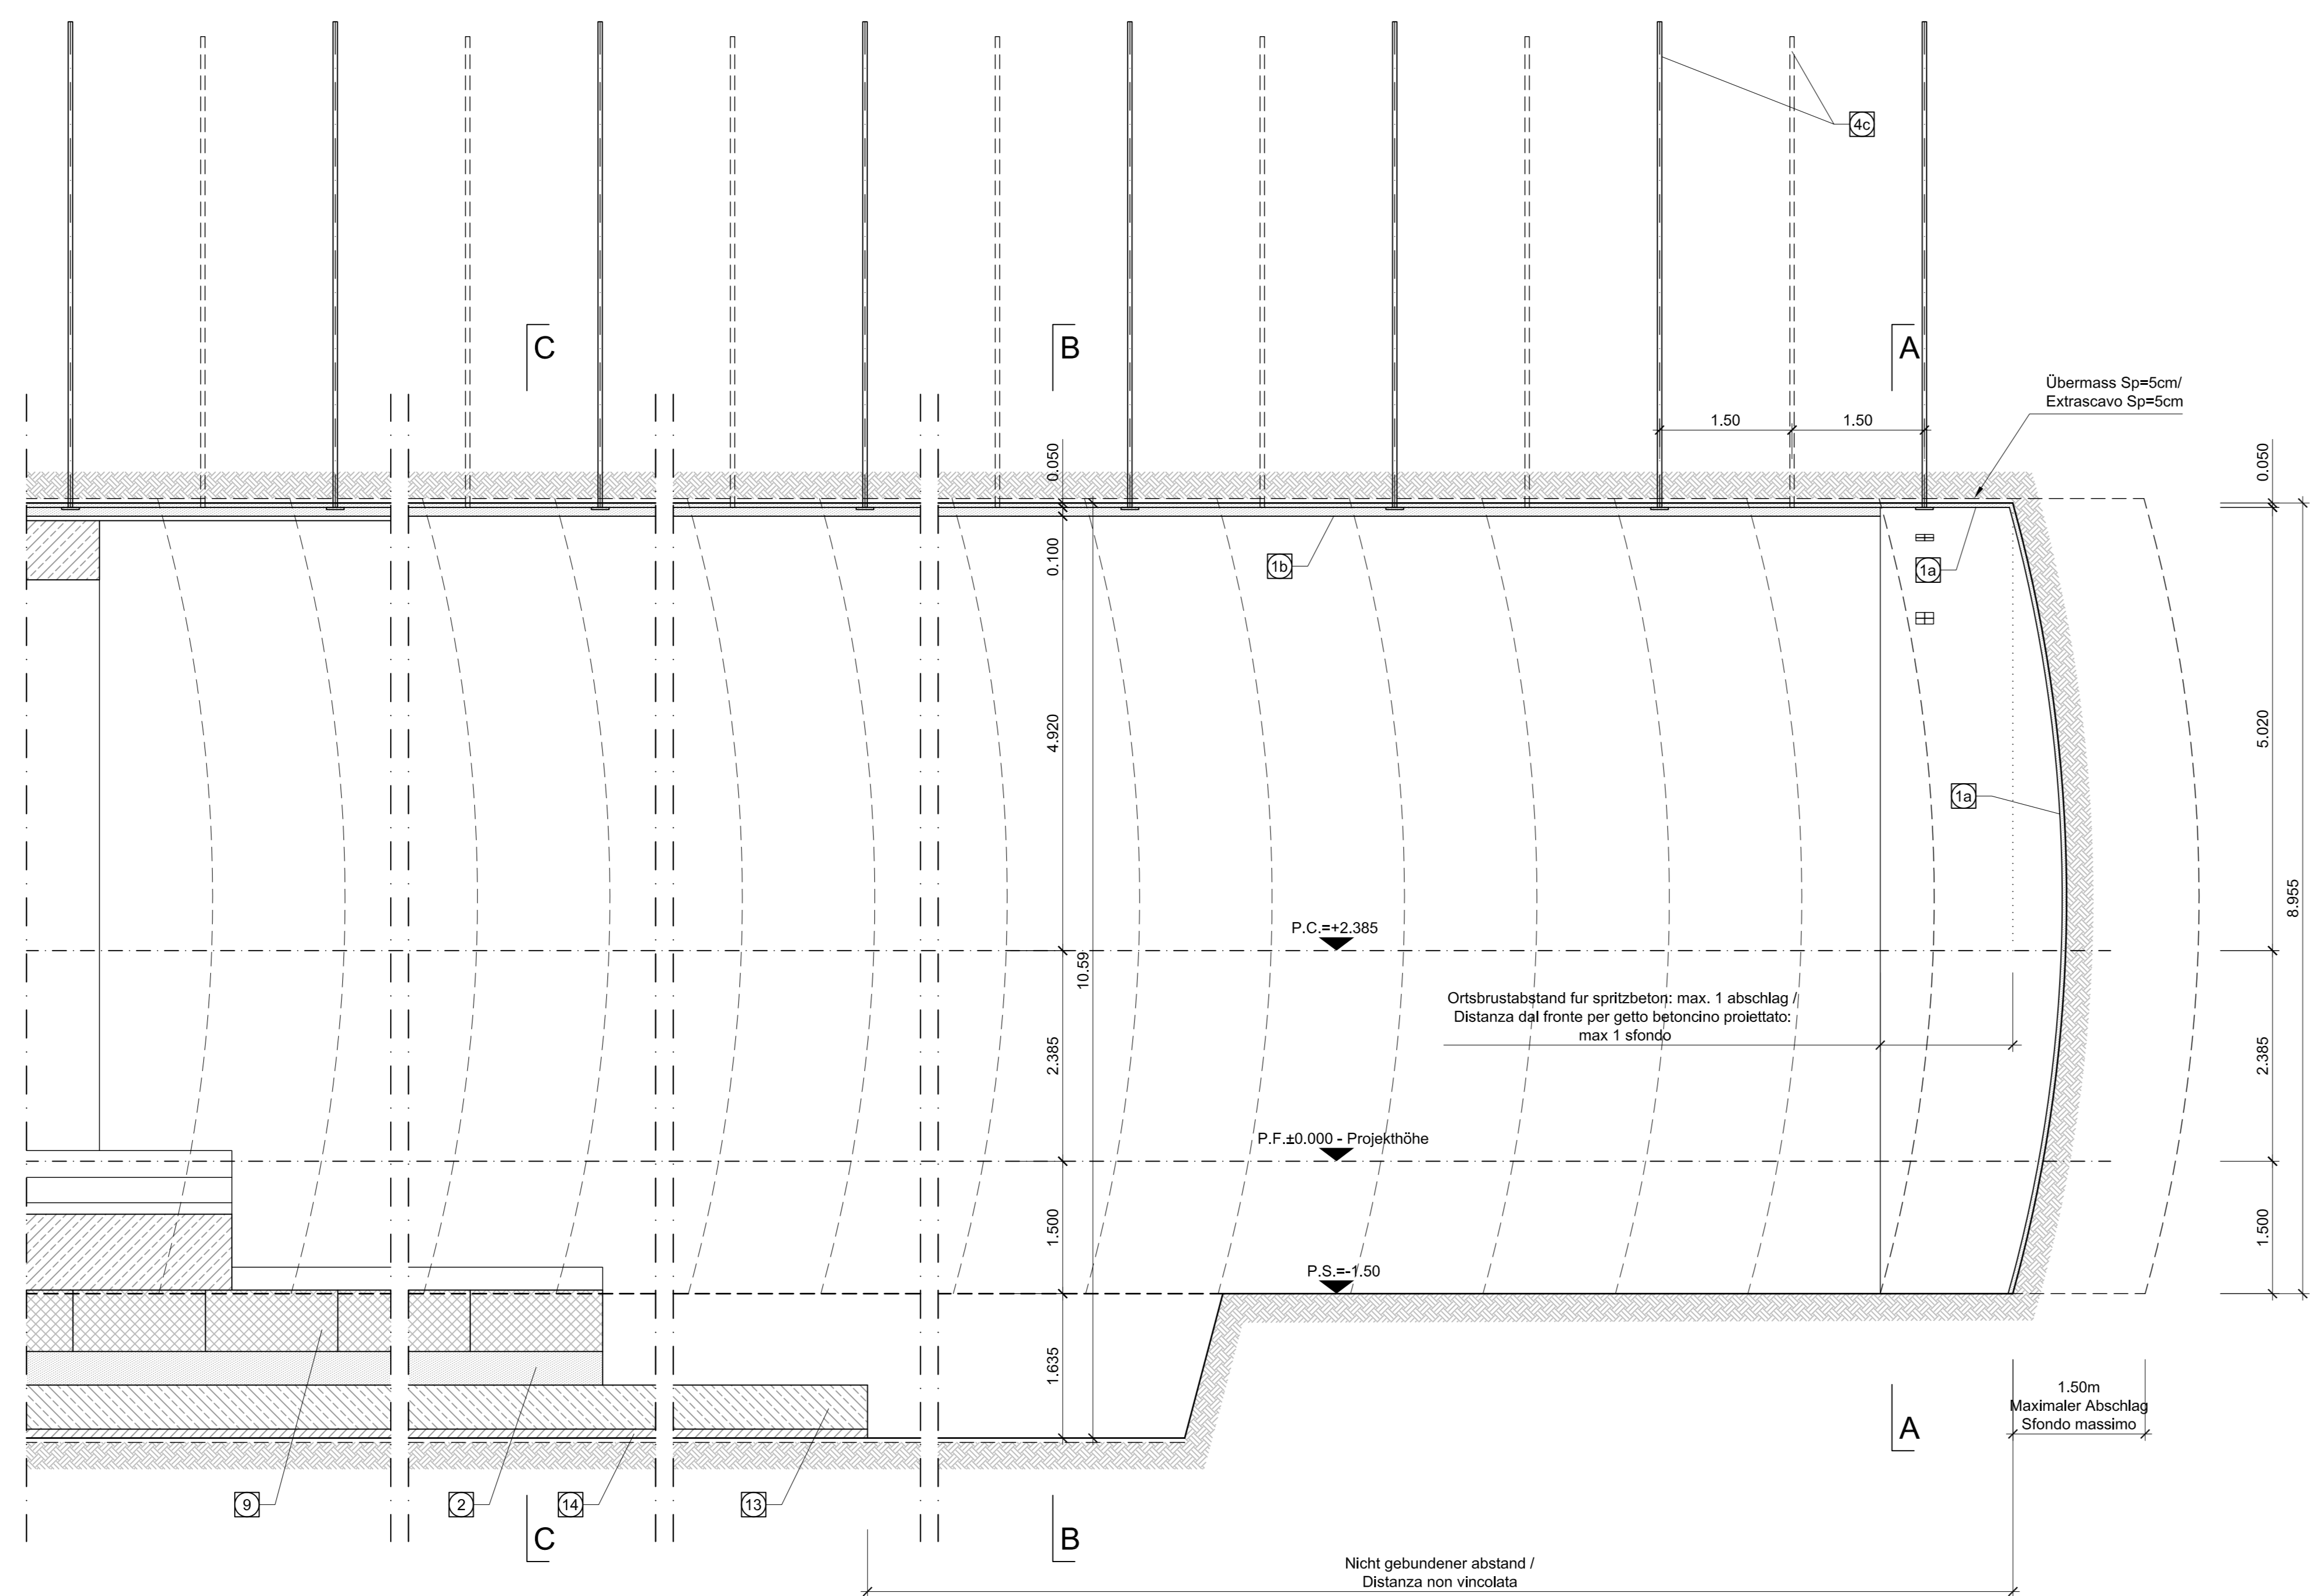 4c
C
B
A
Übermass Sp=5cm/
Extrascavo Sp=5cm
1.50
1.50
0.050
0.050
0.100
1b
1a
4.920
5.020
1a
8.955
P.C.=+2.385
10.59
Ortsbrustabstand fur spritzbeton: max. 1 abschlag /
Distanza dal fronte per getto betoncino proiettato:
max 1 sfondo
2.385
2.385
P.F.±0.000 - Projekthöhe
1.500
1.500
P.S.=-1.50
1.635
1.50m
Maximaler Abschlag
Sfondo massimo
A
9
2
14
13
C
B
Nicht gebundener abstand /
Distanza non vincolata